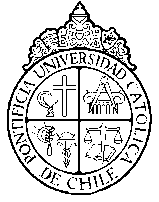 PONTIFICIA UNIVERSIDAD CATOLICA
DE CHILE